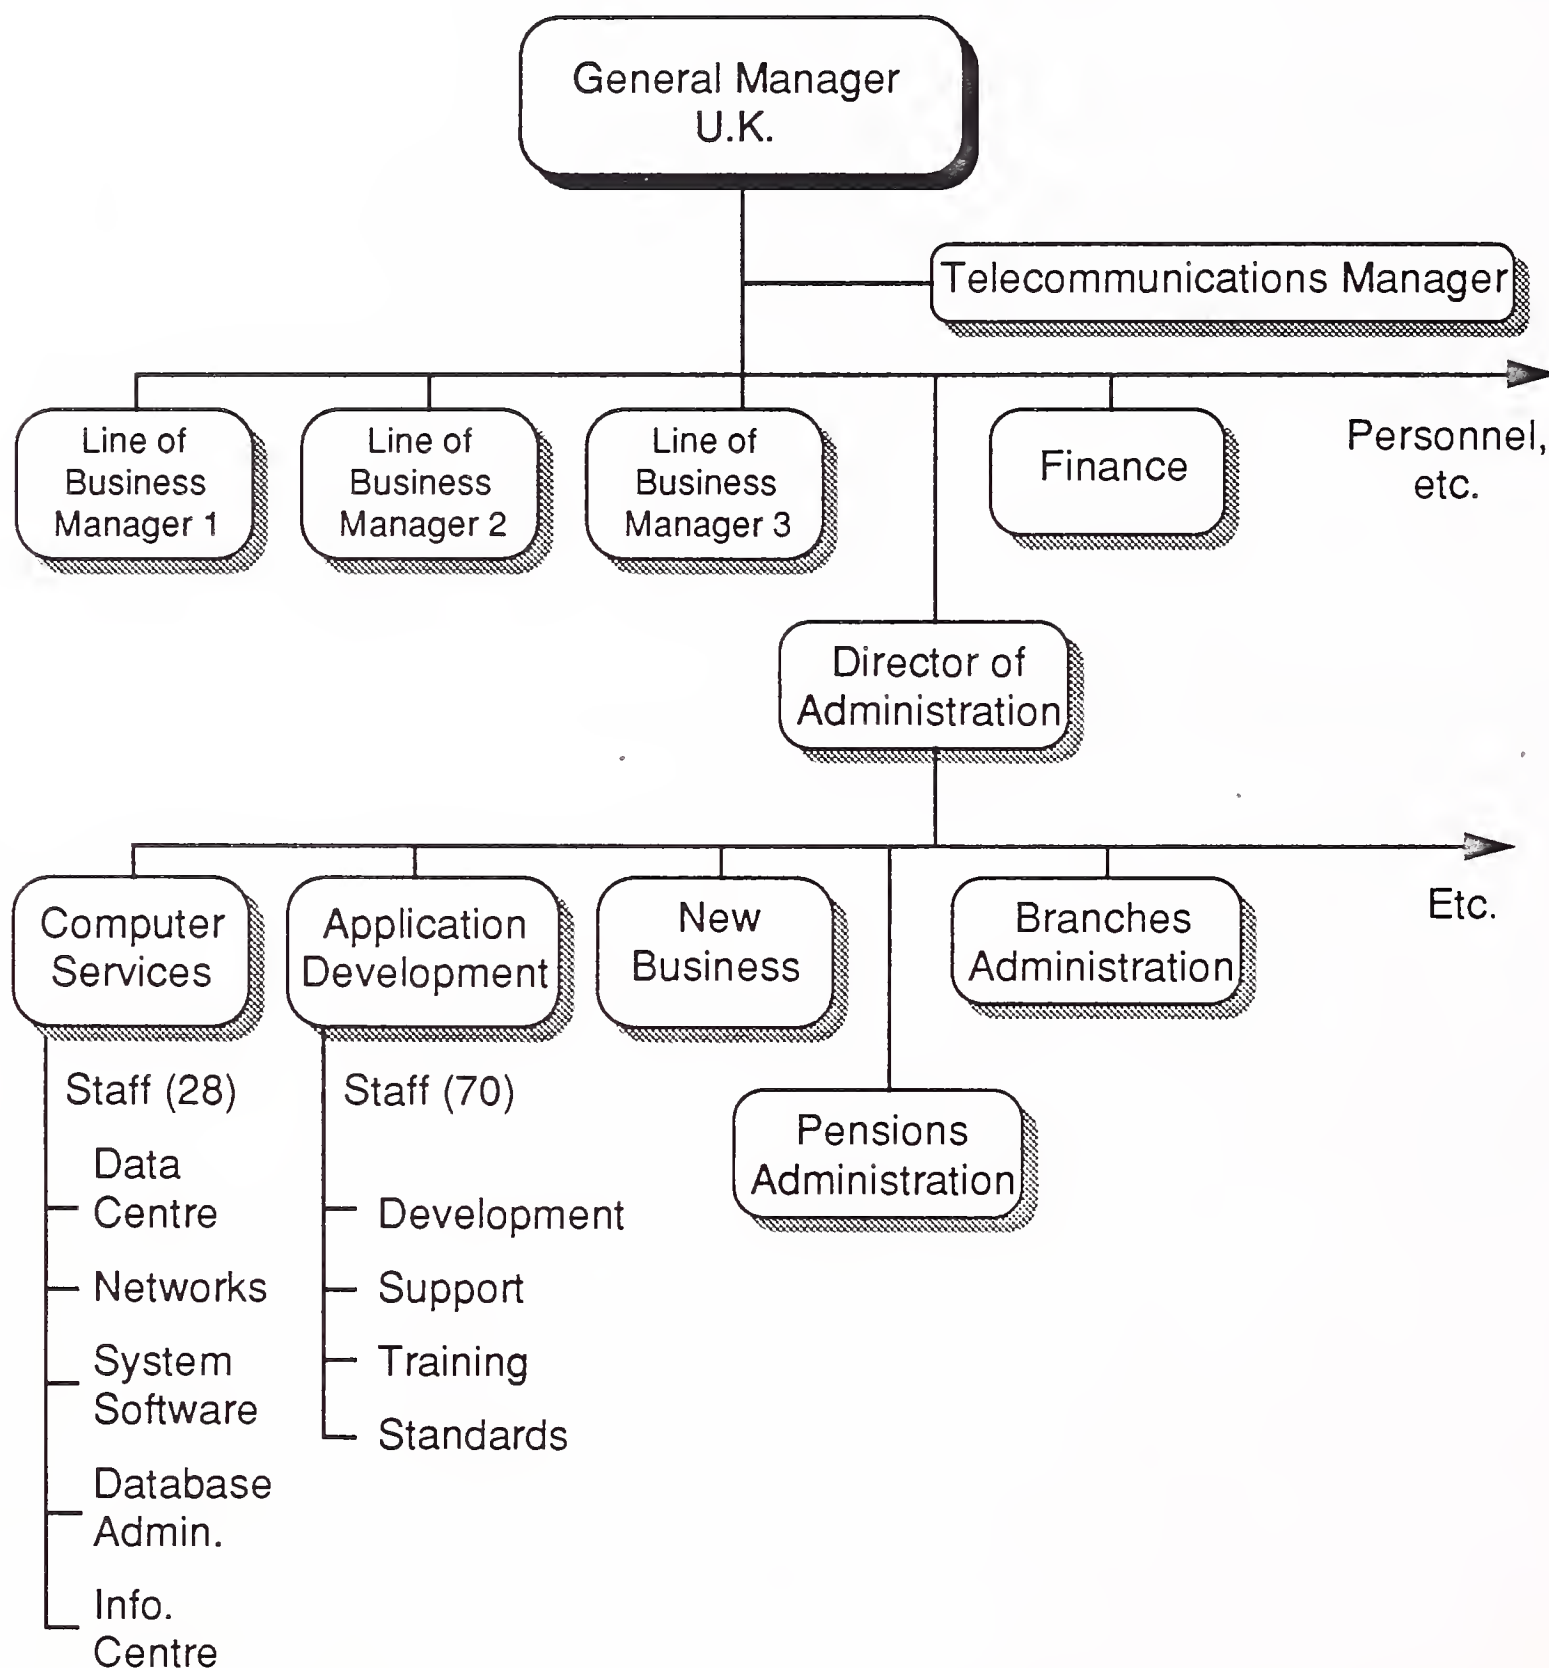 General Manager
U.K.
Telecommunications Manager
Line of
Business
Manager 1
Line of
Business
Manager 2
Line of
Business
Manager 3
Finance
Personnel,
etc.
Director of
Administration
Computer
Services
Application
Development
New
Business
Branches
Administration
Etc.
Pensions
Administration
Staff (28)
Data
Centre
Networks
System
Software
Database
Admin.
Info.
Centre
Staff (70)
Development
Support
Training
Standards